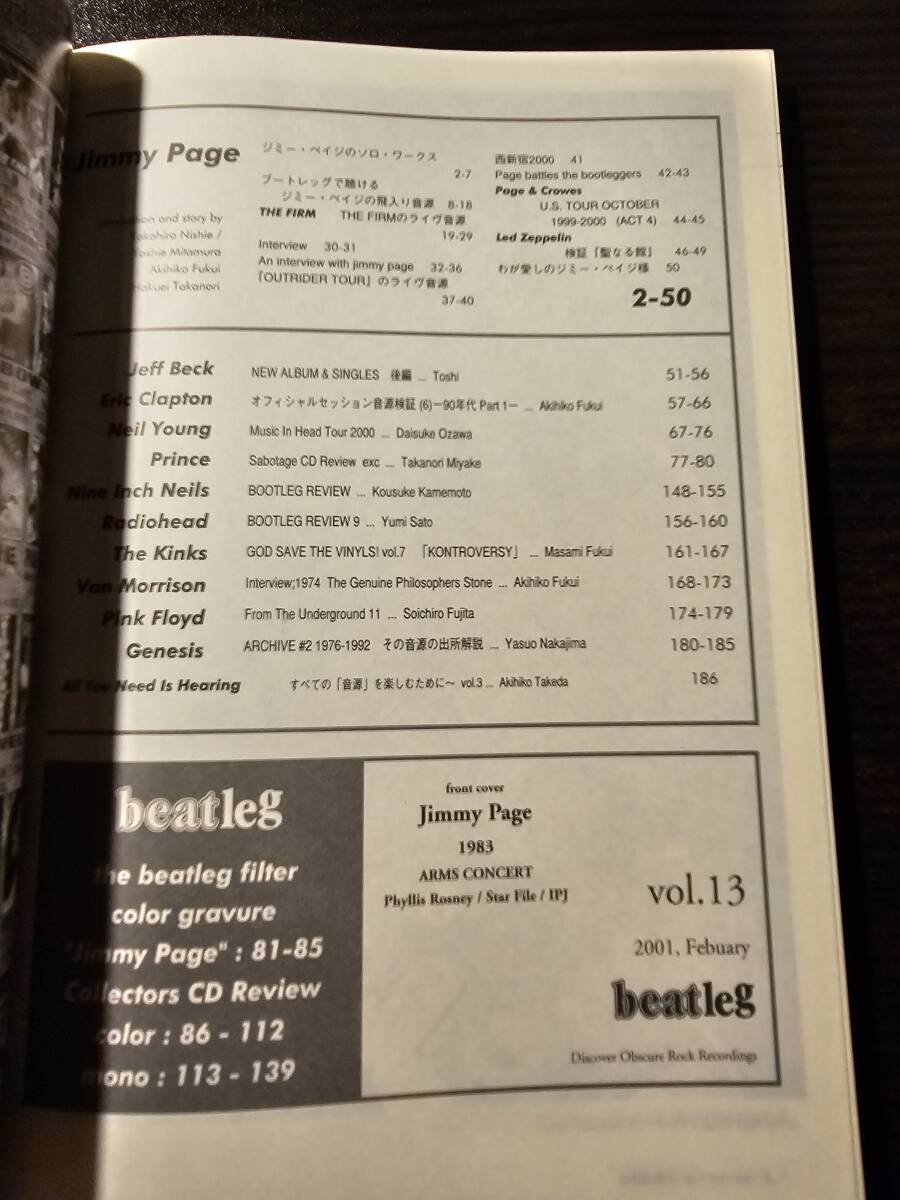 Jimmy Page
and story by
Takahiro Nishie /
Toshie Mitamura
Akihiko Fukui
Takanori
ジミー・ペイジのソロ・ワークス
2-7
ブートレッグで聴ける
ジミー・ペイジの飛入り音源 8-18
THE FIRM THE FIRMのライヴ音源
19-29
Interview 30-31
An interview with jimmy page 32-36
「OUTRIDER TOUR」のライヴ音源
37-40
西新宿2000 41
Page battles the bootleggers 42-43
Page & Crowes
U.S. TOUR OCTOBER
1999-2000 (ACT 4) 44-45
Led Zeppelin
検証「聖なる館」 46-49
わが愛しのジミー・ペイジ様 50
2-50
Jeff Beck NEW ALBUM & SINGLES 後編 ... Toshi 51-56
Eric Clapton オフィシャルセッション音源検証 (6)ー90年代 Part 1ー ... Akihiko Fukui 57-66
Neil Young Music In Head Tour 2000 ... Daisuke Ozawa 67-76
Prince Sabotage CD Review exc ... Takanori Miyake 77-80
Nine Inch Neils BOOTLEG REVIEW ... Kousuke Kamemoto 148-155
Radiohead BOOTLEG REVIEW 9 ... Yumi Sato 156-160
The Kinks GOD SAVE THE VINYLS! vol.7 「KONTROVERSY」 ... Masami Fukui 161-167
Van Morrison Interview;1974 The Genuine Philosophers Stone ... Akihiko Fukui 168-173
Pink Floyd From The Underground 11 ... Soichiro Fujita 174-179
Genesis ARCHIVE #2 1976-1992 その音源の出所解説 ... Yasuo Nakajima 180-185
All You Need Is Hearing すべての「音源」を楽しむために〜 vol.3 ... Akihiko Takeda 186
beatleg
the beatleg filter
color gravure
"Jimmy Page" : 81-85
Collectors CD Review
color : 86 - 112
mono : 113 - 139
front cover
Jimmy Page
1983
ARMS CONCERT
Phyllis Rosney / Star File / IPJ
vol.13
2001, Febuary
beatleg
Discover Obscure Rock Recordings